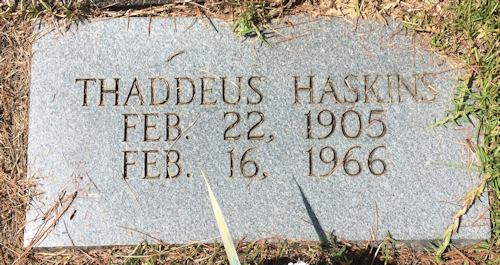 THADDEUS HASKINS
FEB. 22, 1905
FEB. 16, 1966